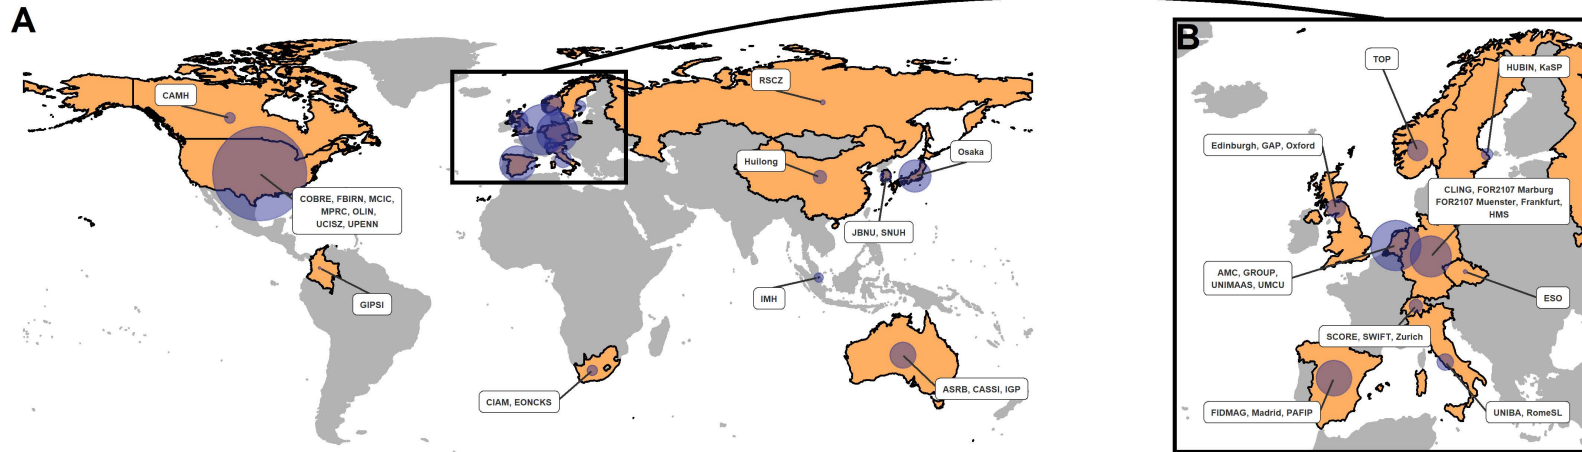 A
CAMH
COBRE, FBIRN, MCIC,
MPRC, OLIN,
UCISZ, UPENN
GIPSI
RSCZ
Huilong
Osaka
JBNU, SNUH
IMH
CIAM, EONCKS
ASRB, CASSI, IGP
B
TOP
HUBIN, KaSP
Edinburgh, GAP, Oxford
CLING, FOR2107 Marburg
FOR2107 Muenster, Frankfurt,
HMS
AMC, GROUP,
UNIMAAS, UMCU
ESO
SCORE, SWIFT, Zurich
FIDMAG, Madrid, PAFIP
UNIBA, RomeSL